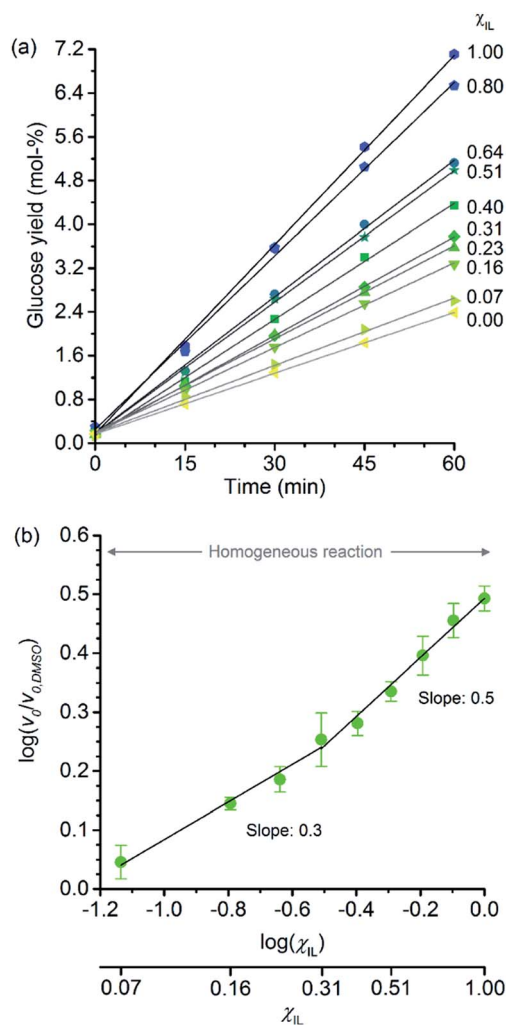 (a)
χIL
7.2
6.4
5.6
4.8
4.0
3.2
2.4
1.6
0.8
0.0
Glucose yield (mol-%)
1.00
0.80
0.64
0.51
0.40
0.31
0.23
0.16
0.07
0.00
0 15 30 45 60
Time (min)
(b)
Homogeneous reaction
0.6
0.5
0.4
0.3
0.2
0.1
0.0
log(v0/v0,DMSO)
Slope: 0.5
Slope: 0.3
-1.2 -1.0 -0.8 -0.6 -0.4 -0.2 0.0
log(χIL)
0.07 0.16 0.31 0.51 1.00
χIL